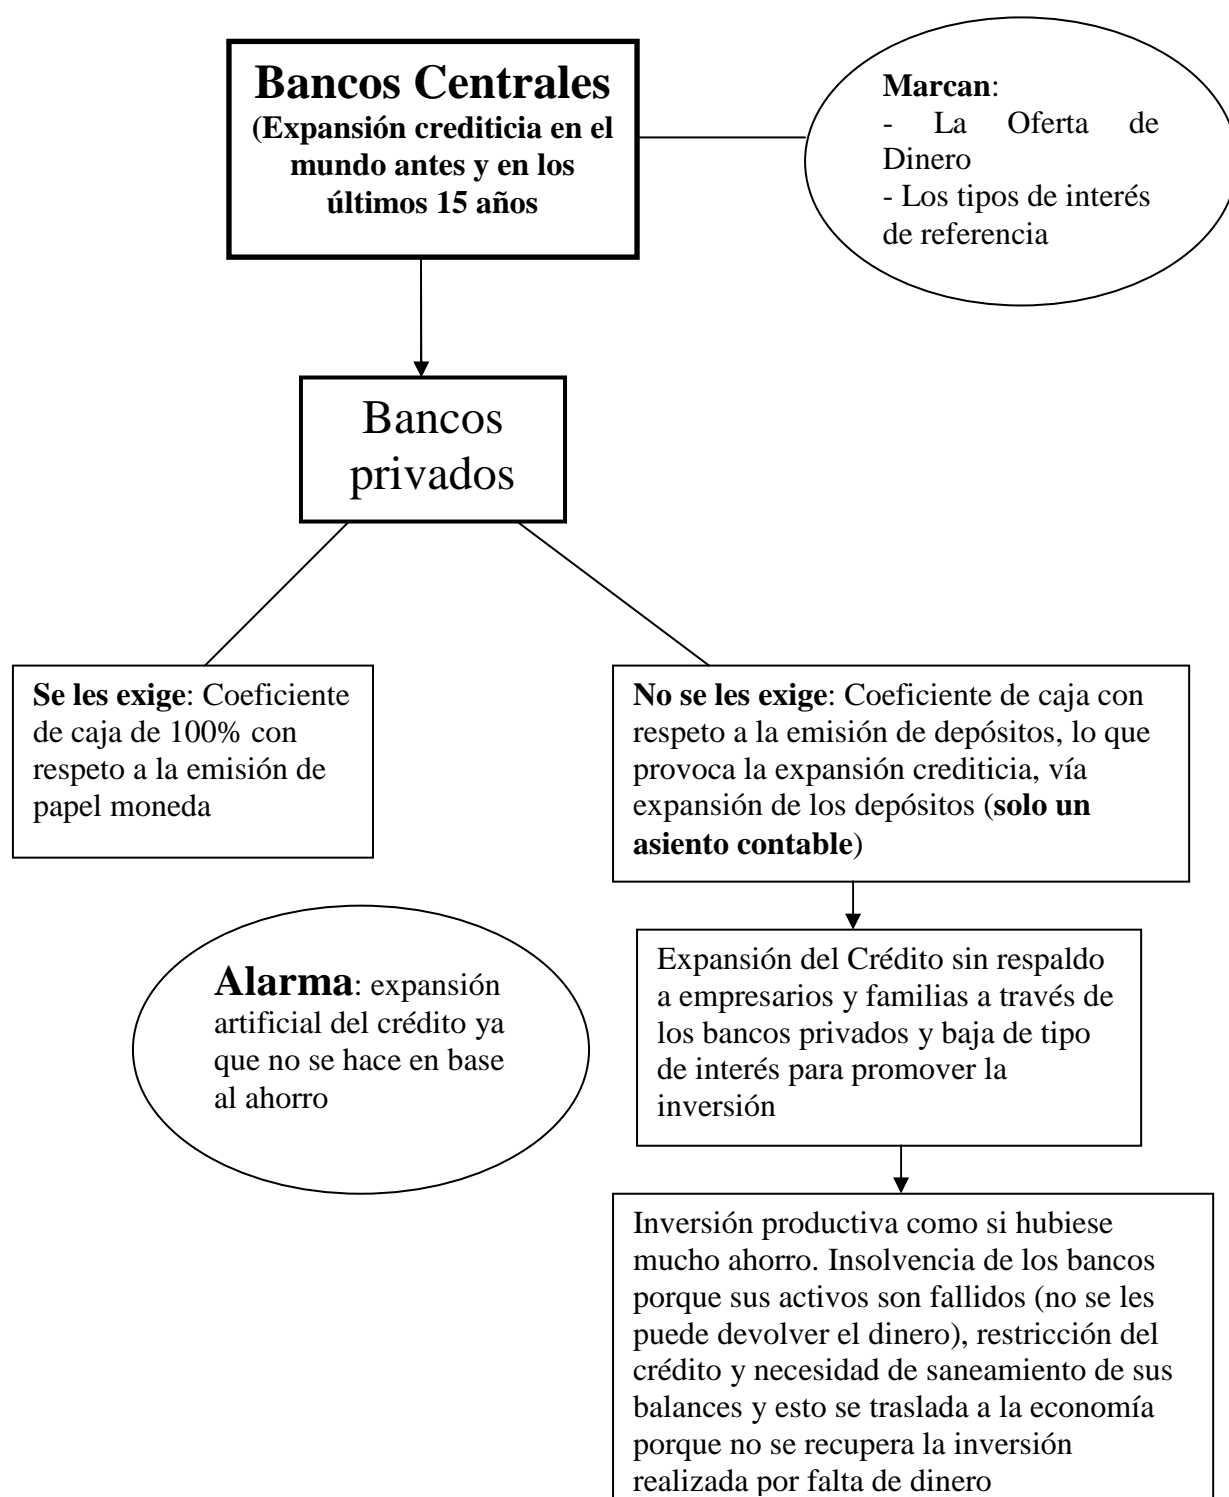 Bancos Centrales
(Expansión crediticia en el
mundo antes y en los
últimos 15 años
Marcan:
- La Oferta de
Dinero
- Los tipos de interés
de referencia
Bancos
privados
Se les exige: Coeficiente
de caja de 100% con
respeto a la emisión de
papel moneda
No se les exige: Coeficiente de caja con
respeto a la emisión de depósitos, lo que
provoca la expansión crediticia, vía
expansión de los depósitos (solo un
asiento contable)
Alarma: expansión
artificial del crédito ya
que no se hace en base
al ahorro
Expansión del Crédito sin respaldo
a empresarios y familias a través de
los bancos privados y baja de tipo
de interés para promover la
inversión
Inversión productiva como si hubiese
mucho ahorro. Insolvencia de los bancos
porque sus activos son fallidos (no se les
puede devolver el dinero), restricción del
crédito y necesidad de saneamiento de sus
balances y esto se traslada a la economía
porque no se recupera la inversión
realizada por falta de dinero